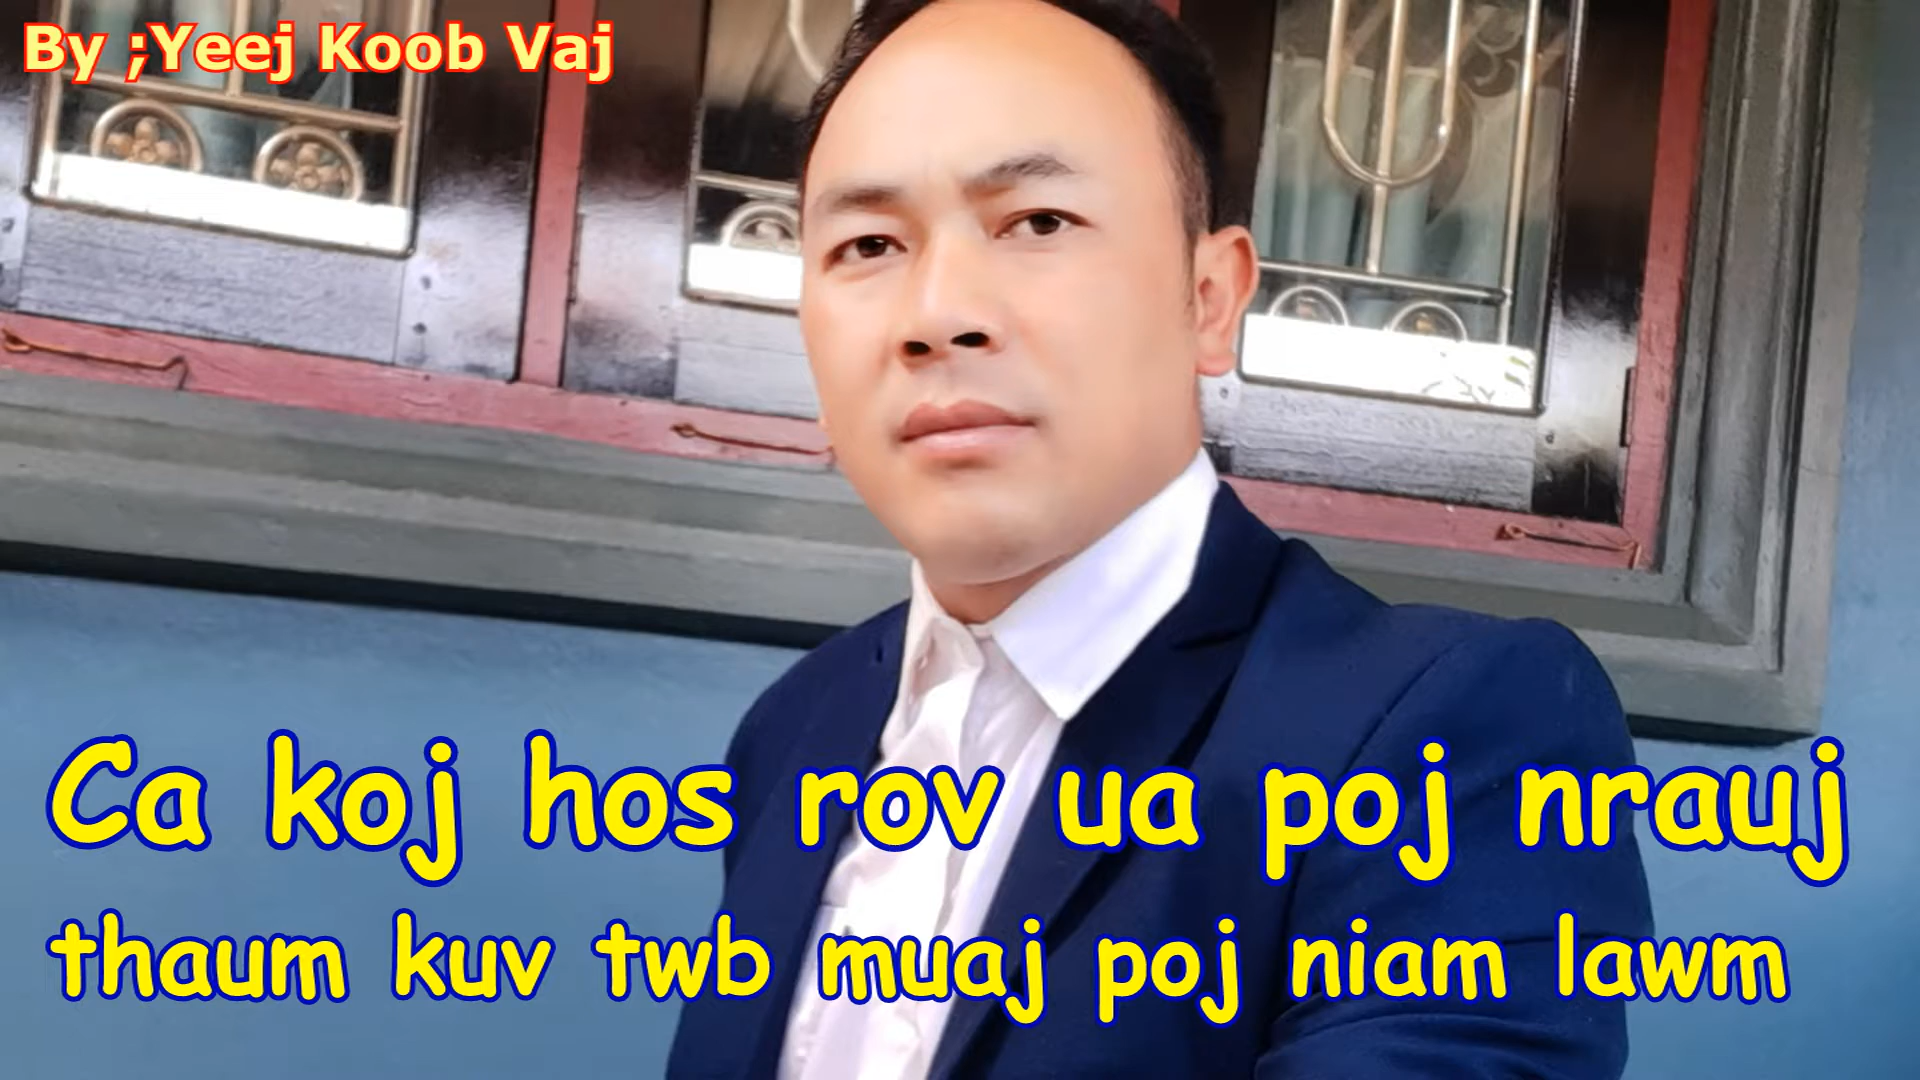 By ;Yeej Koob Vaj
Ca koj hos rov ua poj nrauj
thaum kuv twb muaj poj niam lawm